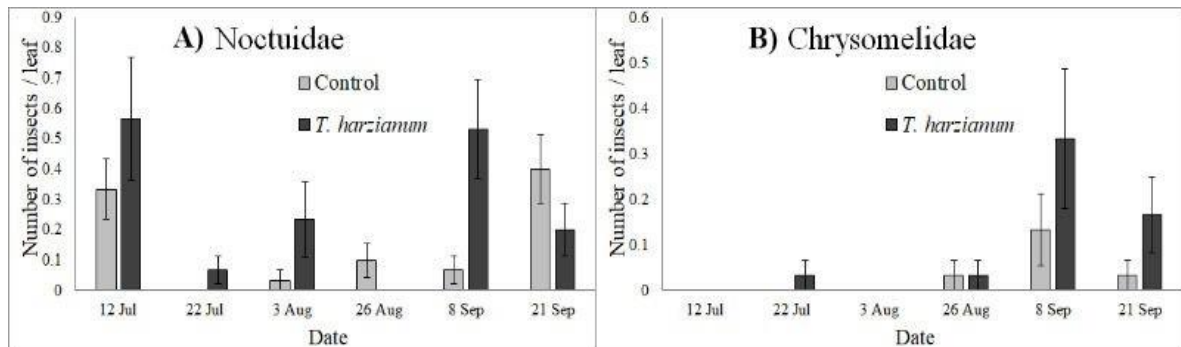 A) Noctuidae
Control
T. harzianum
Number of insects / leaf
0.9
0.8
0.7
0.6
0.5
0.4
0.3
0.2
0.1
0
12 Jul 22 Jul 3 Aug 26 Aug 8 Sep 21 Sep
Date
B) Chrysomelidae
Control
T. harzianum
Number of insects / leaf
0.6
0.5
0.4
0.3
0.2
0.1
0
12 Jul 22 Jul 3 Aug 26 Aug 8 Sep 21 Sep
Date